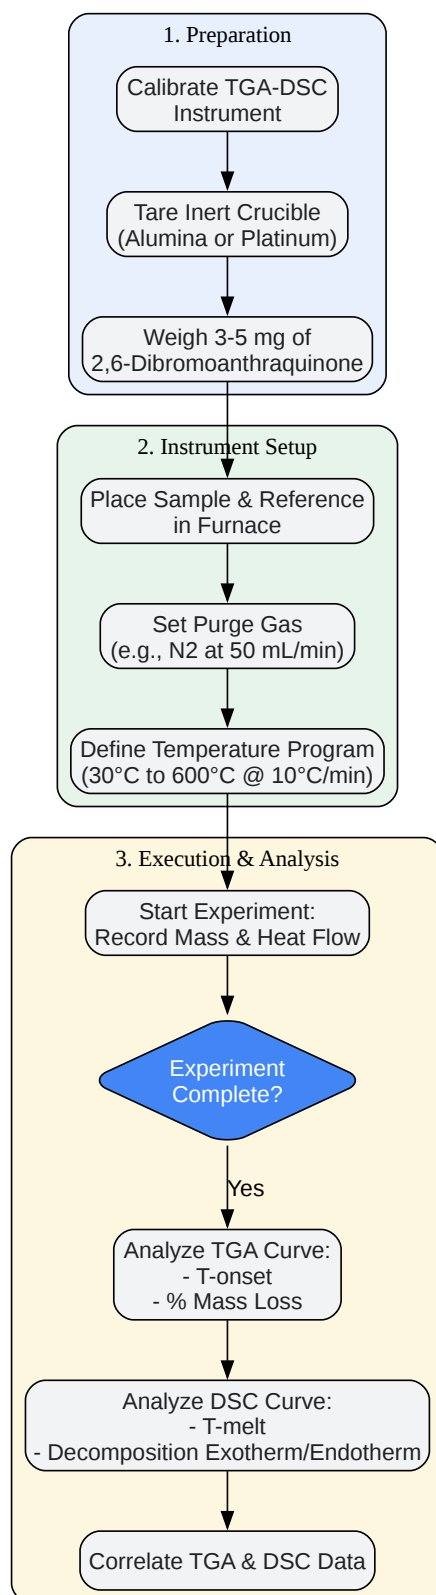 1. Preparation
Calibrate TGA-DSC
Instrument
Tare Inert Crucible
(Alumina or Platinum)
Weigh 3-5 mg of
2,6-Dibromoanthraquinone
2. Instrument Setup
Place Sample & Reference
in Furnace
Set Purge Gas
(e.g., N2 at 50 mL/min)
Define Temperature Program
(30°C to 600°C @ 10°C/min)
3. Execution & Analysis
Start Experiment:
Record Mass & Heat Flow
Experiment
Complete?
Yes
Analyze TGA Curve:
- T-onset
- % Mass Loss
Analyze DSC Curve:
- T-melt
- Decomposition Exotherm/Endotherm
Correlate TGA & DSC Data